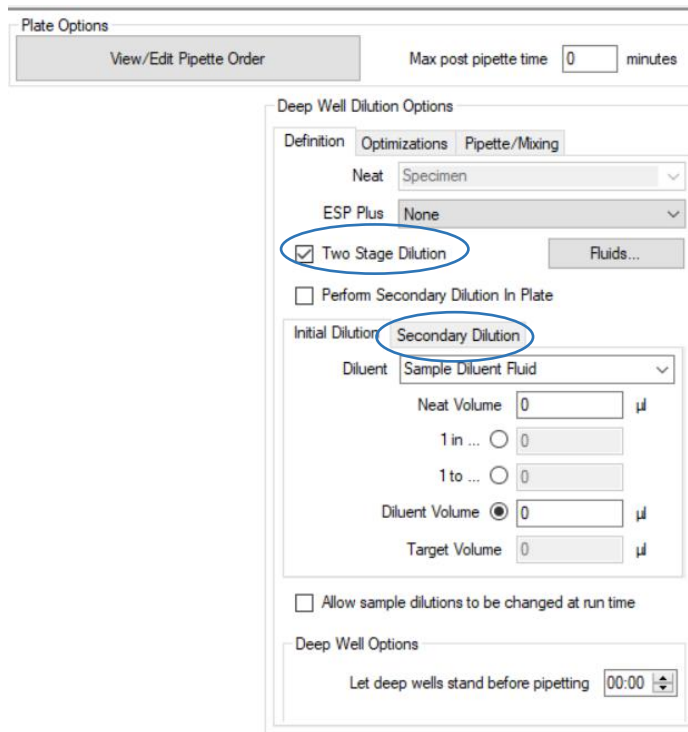 Plate Options
View/Edit Pipette Order Max post pipette time 0 minutes
Deep Well Dilution Options
Definition Optimizations Pipette/Mixing
Neat Specimen
ESP Plus None
Two Stage Dilution Fluids...
Perform Secondary Dilution In Plate
Initial Dilution Secondary Dilution
Diluent Sample Diluent Fluid
Neat Volume 0 µl
1 in ... 0
1 to ... 0
Diluent Volume 0 µl
Target Volume 0 µl
Allow sample dilutions to be changed at run time
Deep Well Options
Let deep wells stand before pipetting 00:00